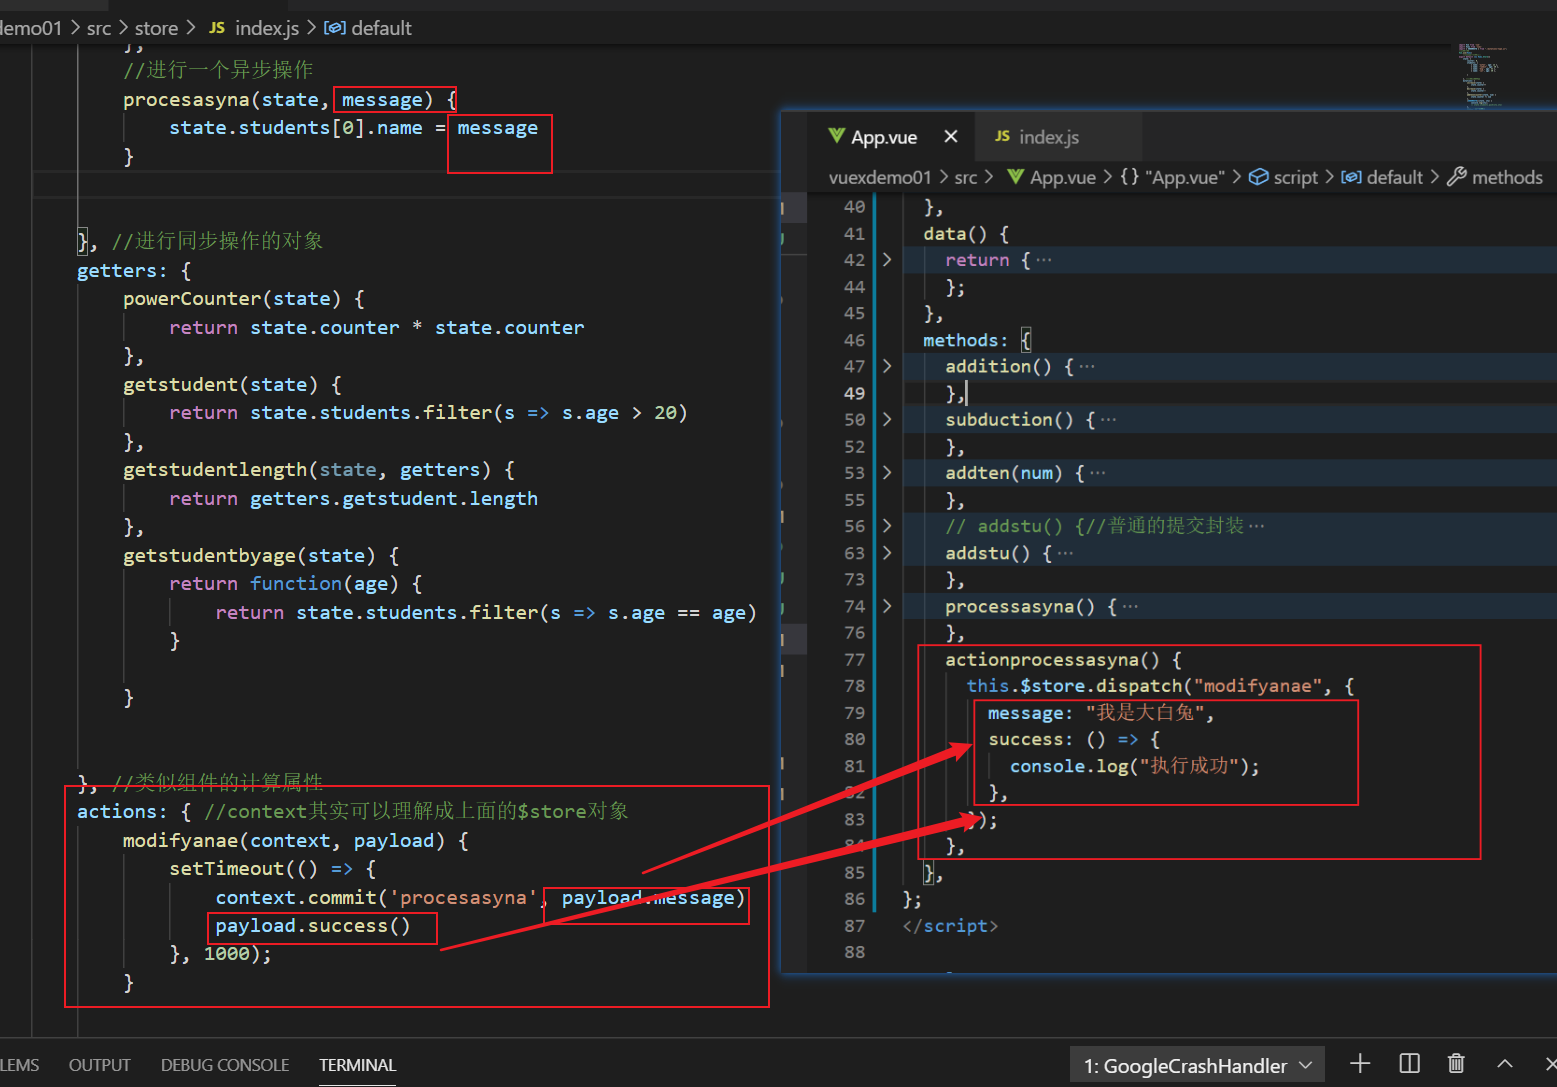 demo01 > src > store > JS index.js > default
},
//进行一个异步操作
procesasyna(state, message) {
state.students[0].name = message
}
}, //进行同步操作的对象
getters: {
powerCounter(state) {
return state.counter * state.counter
},
getstudent(state) {
return state.students.filter(s => s.age > 20)
},
getstudentlength(state, getters) {
return getters.getstudent.length
},
getstudentbyage(state) {
return function(age) {
return state.students.filter(s => s.age == age)
}
}
}, //类似组件的计算属性
actions: { //context其实可以理解成上面的$store对象
modifyanae(context, payload) {
setTimeout(() => {
context.commit('procesasyna', payload.message)
payload.success()
}, 1000);
}
App.vue × JS index.js
vuexdemo01 > src > App.vue > {} "App.vue" > script > default > methods
40 },
41 data() {
42 > return {···
44 };
45 },
46 methods: {
47 > addition() {···
49 },
50 > subduction() {···
52 },
53 > addten(num) {···
55 },
56 > // addstu() {//普通的提交封装···
63 > addstu() {···
73 },
74 > processasyna() {···
76 },
77 actionprocessasyna() {
78 this.$store.dispatch("modifyanae", {
79 message: "我是大白兔",
80 success: () => {
81 console.log("执行成功");
82 },
83 });
84 },
85 },
86 };
87 </script>
88
LEMS OUTPUT DEBUG CONSOLE TERMINAL 1: GoogleCrashHandler